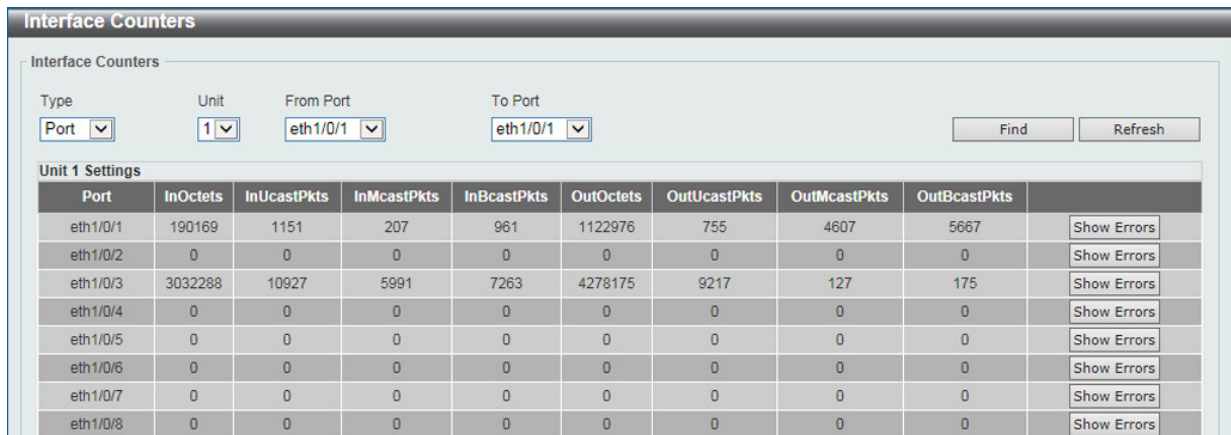 Interface Counters
Interface Counters
Type Unit From Port To Port
Port 1 eth1/0/1 eth1/0/1 Find Refresh
Unit 1 Settings
Port InOctets InUcastPkts InMcastPkts InBcastPkts OutOctets OutUcastPkts OutMcastPkts OutBcastPkts
eth1/0/1 190169 1151 207 961 1122976 755 4607 5667 Show Errors
eth1/0/2 0 0 0 0 0 0 0 0 Show Errors
eth1/0/3 3032288 10927 5991 7263 4278175 9217 127 175 Show Errors
eth1/0/4 0 0 0 0 0 0 0 0 Show Errors
eth1/0/5 0 0 0 0 0 0 0 0 Show Errors
eth1/0/6 0 0 0 0 0 0 0 0 Show Errors
eth1/0/7 0 0 0 0 0 0 0 0 Show Errors
eth1/0/8 0 0 0 0 0 0 0 0 Show Errors